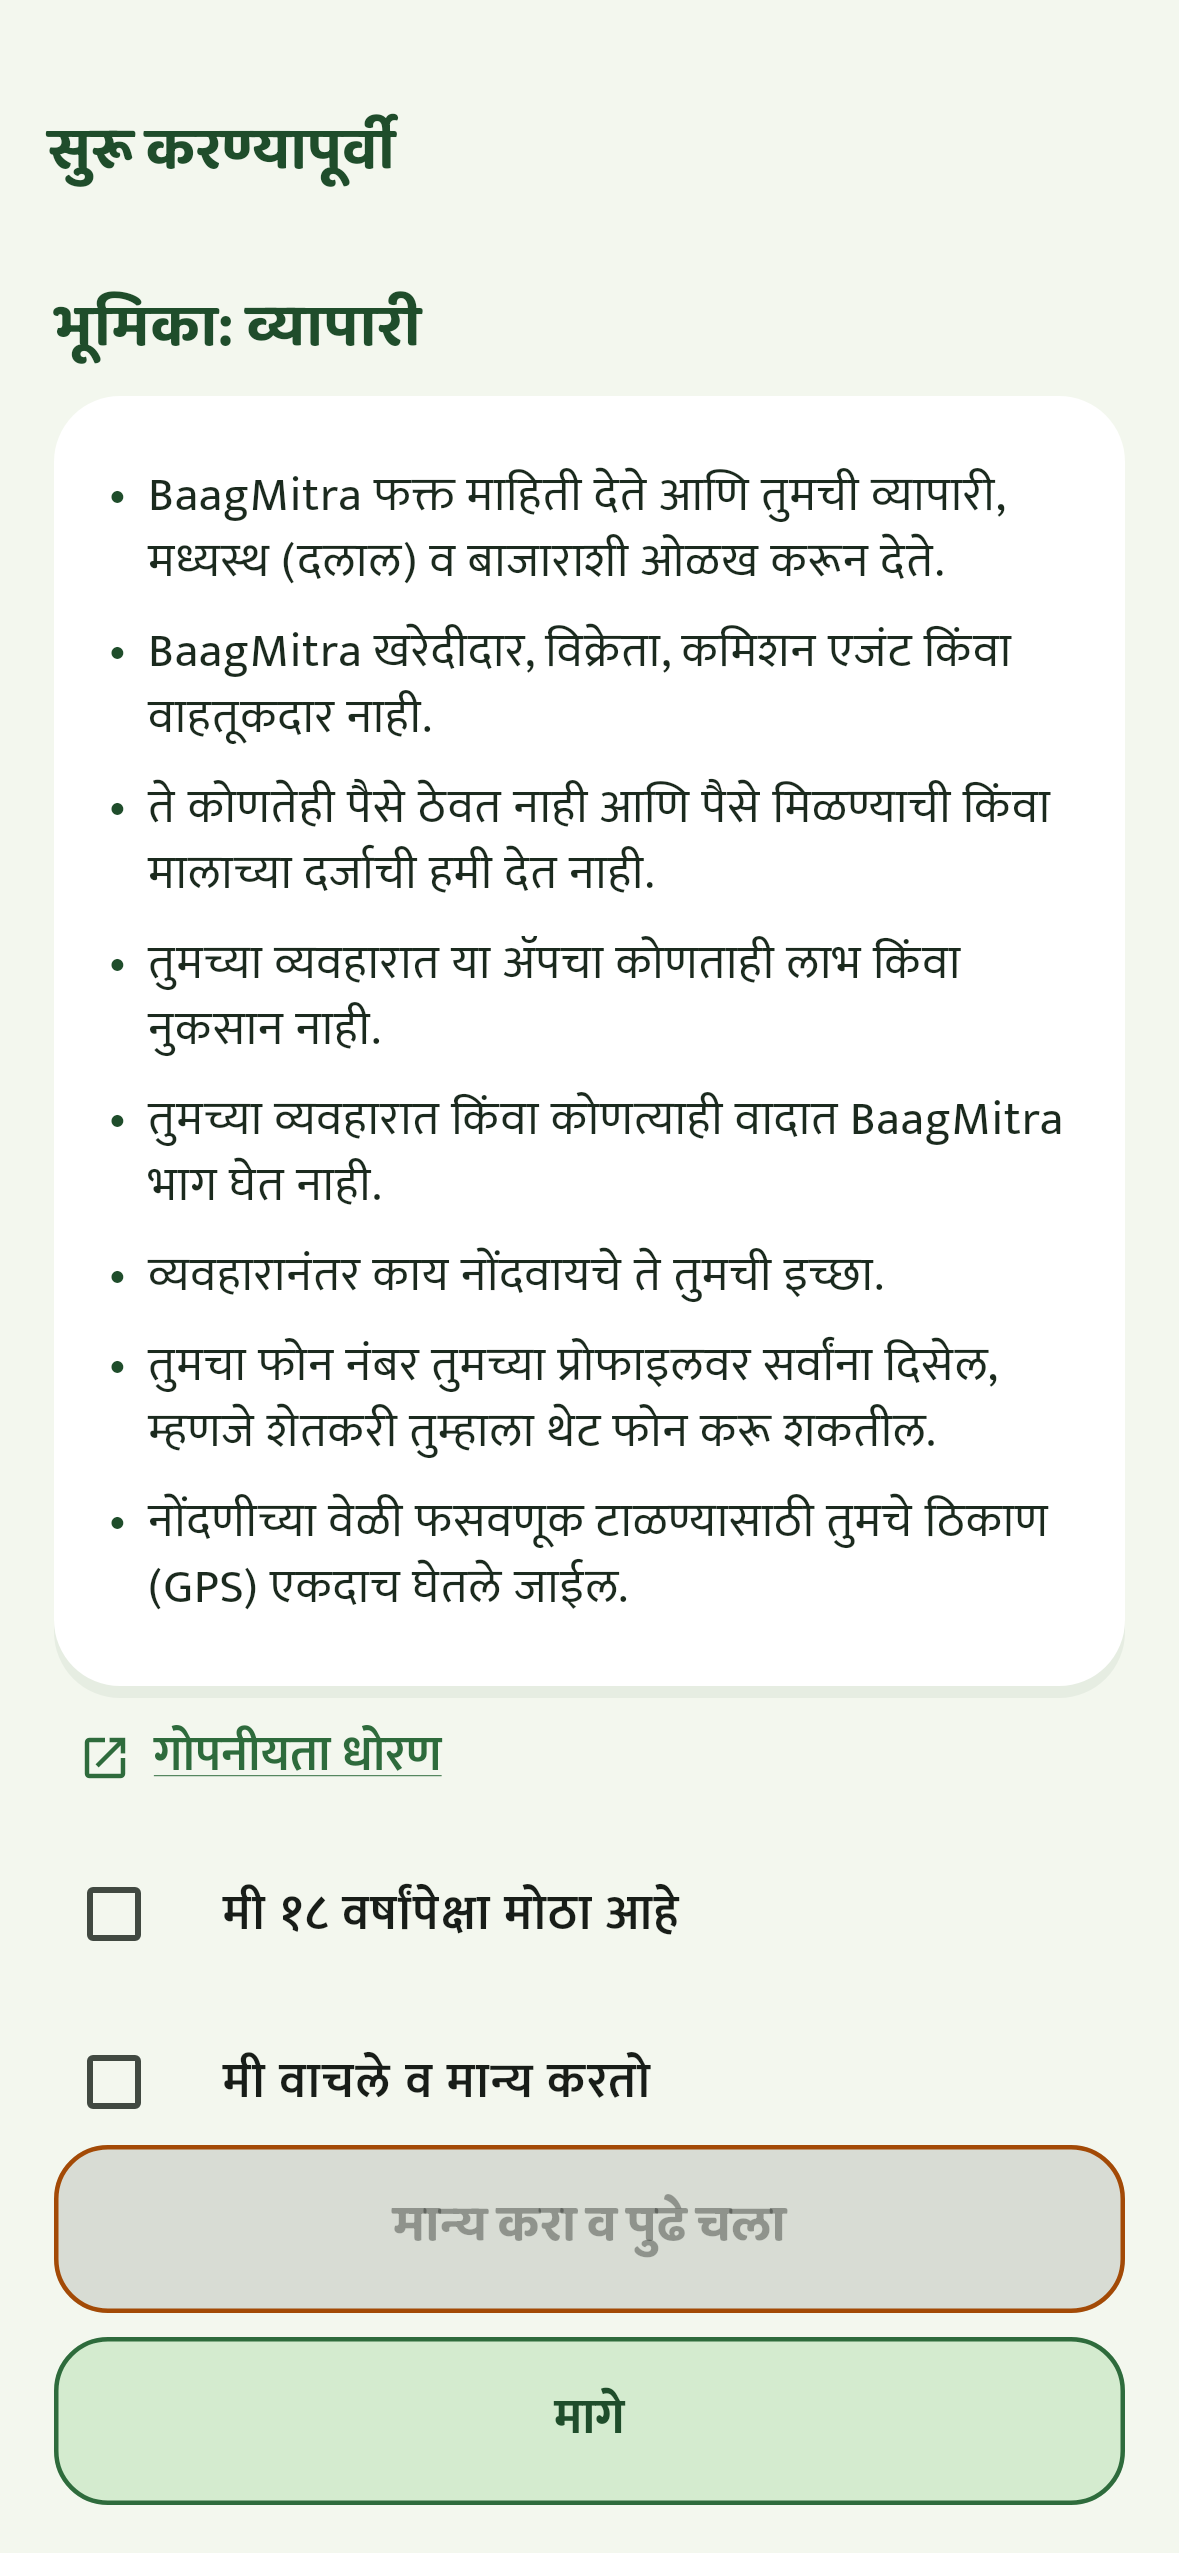 सुरू करण्यापूर्वी
भूमिका: व्यापारी
• BaagMitra फक्त माहिती देते आणि तुमची व्यापारी,
मध्यस्थ (दलाल) व बाजाराशी ओळख करून देते.
• BaagMitra खरेदीदार, विक्रेता, कमिशन एजंट किंवा
वाहतूकदार नाही.
• ते कोणतेही पैसे ठेवत नाही आणि पैसे मिळण्याची किंवा
मालाच्या दर्जाची हमी देत नाही.
• तुमच्या व्यवहारात या ॲपचा कोणताही लाभ किंवा
नुकसान नाही.
• तुमच्या व्यवहारात किंवा कोणत्याही वादात BaagMitra
भाग घेत नाही.
• व्यवहारानंतर काय नोंदवायचे ते तुमची इच्छा.
• तुमचा फोन नंबर तुमच्या प्रोफाइलवर सर्वांना दिसेल,
म्हणजे शेतकरी तुम्हाला थेट फोन करू शकतील.
• नोंदणीच्या वेळी फसवणूक टाळण्यासाठी तुमचे ठिकाण
(GPS) एकदाच घेतले जाईल.
गोपनीयता धोरण
मी १८ वर्षांपेक्षा मोठा आहे
मी वाचले व मान्य करतो
मान्य करा व पुढे चला
मागे